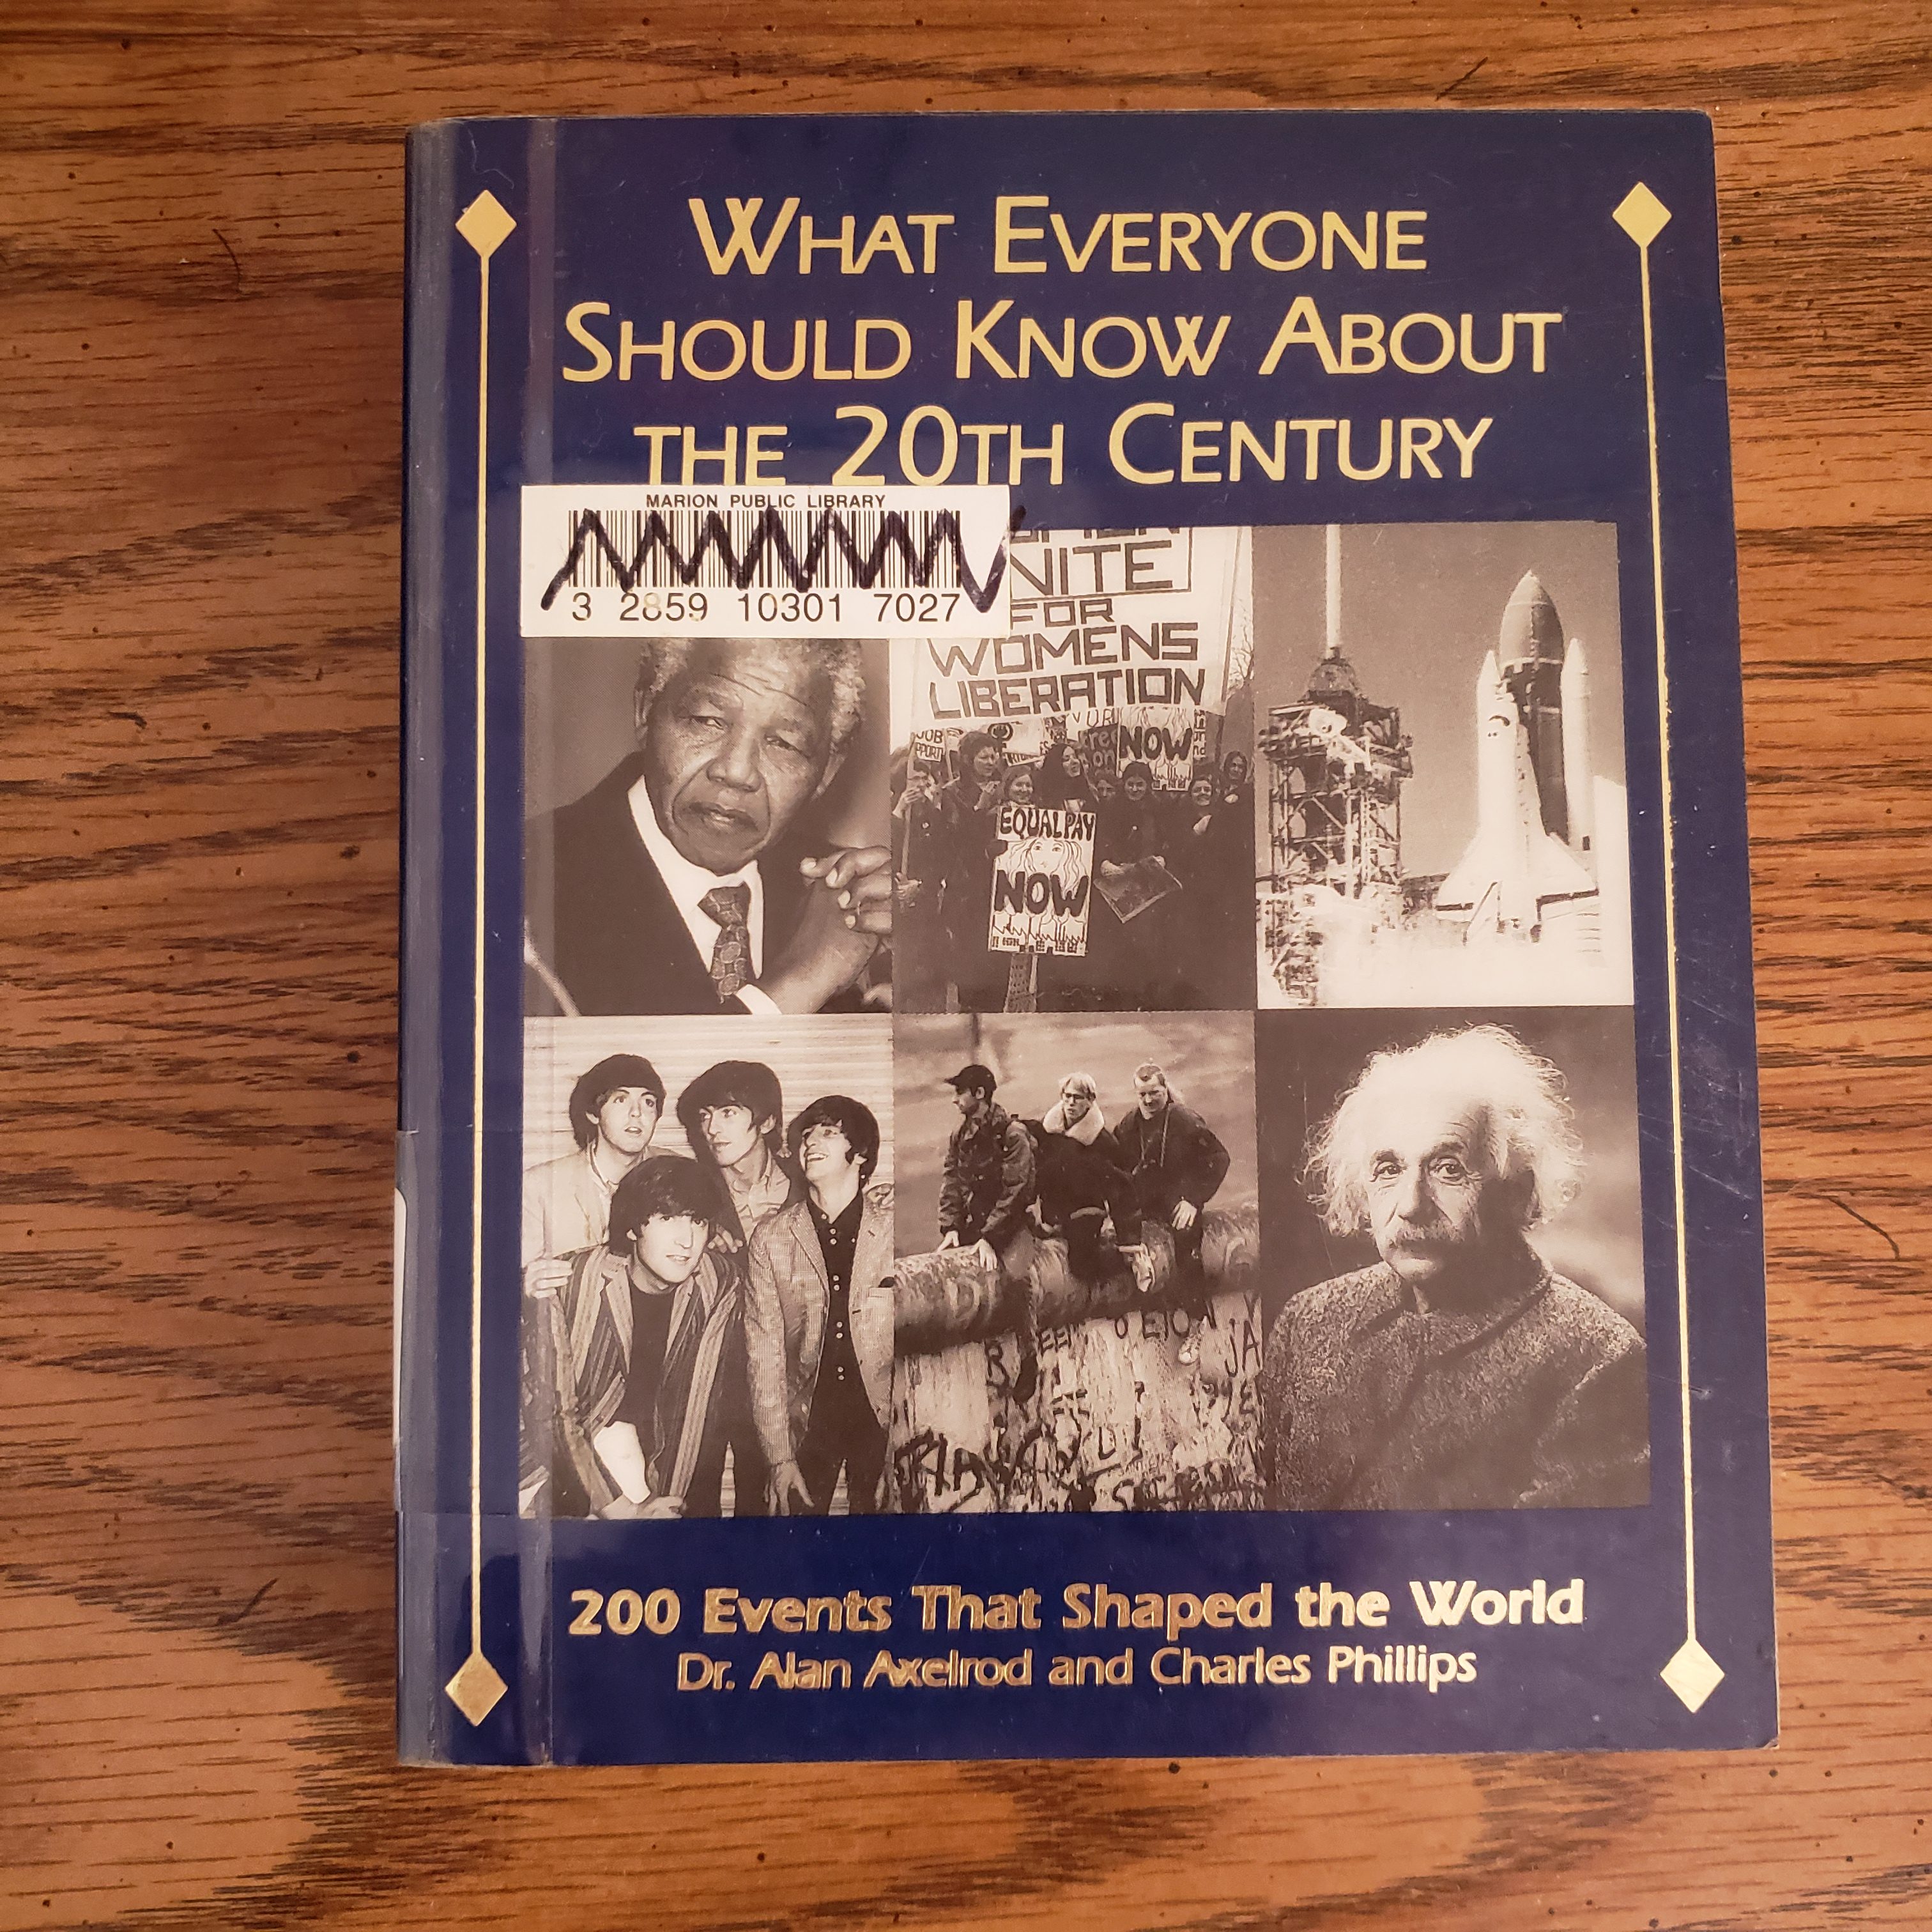 WHAT EVERYONE
SHOULD KNOW ABOUT
THE 20TH CENTURY
MARION PUBLIC LIBRARY
3 2859 10301 7027
FOR
WOMENS
LIBERATION
JOB
NOW
EQUAL PAY
NOW
200 Events That Shaped the World
Dr. Alan Axelrod and Charles Phillips